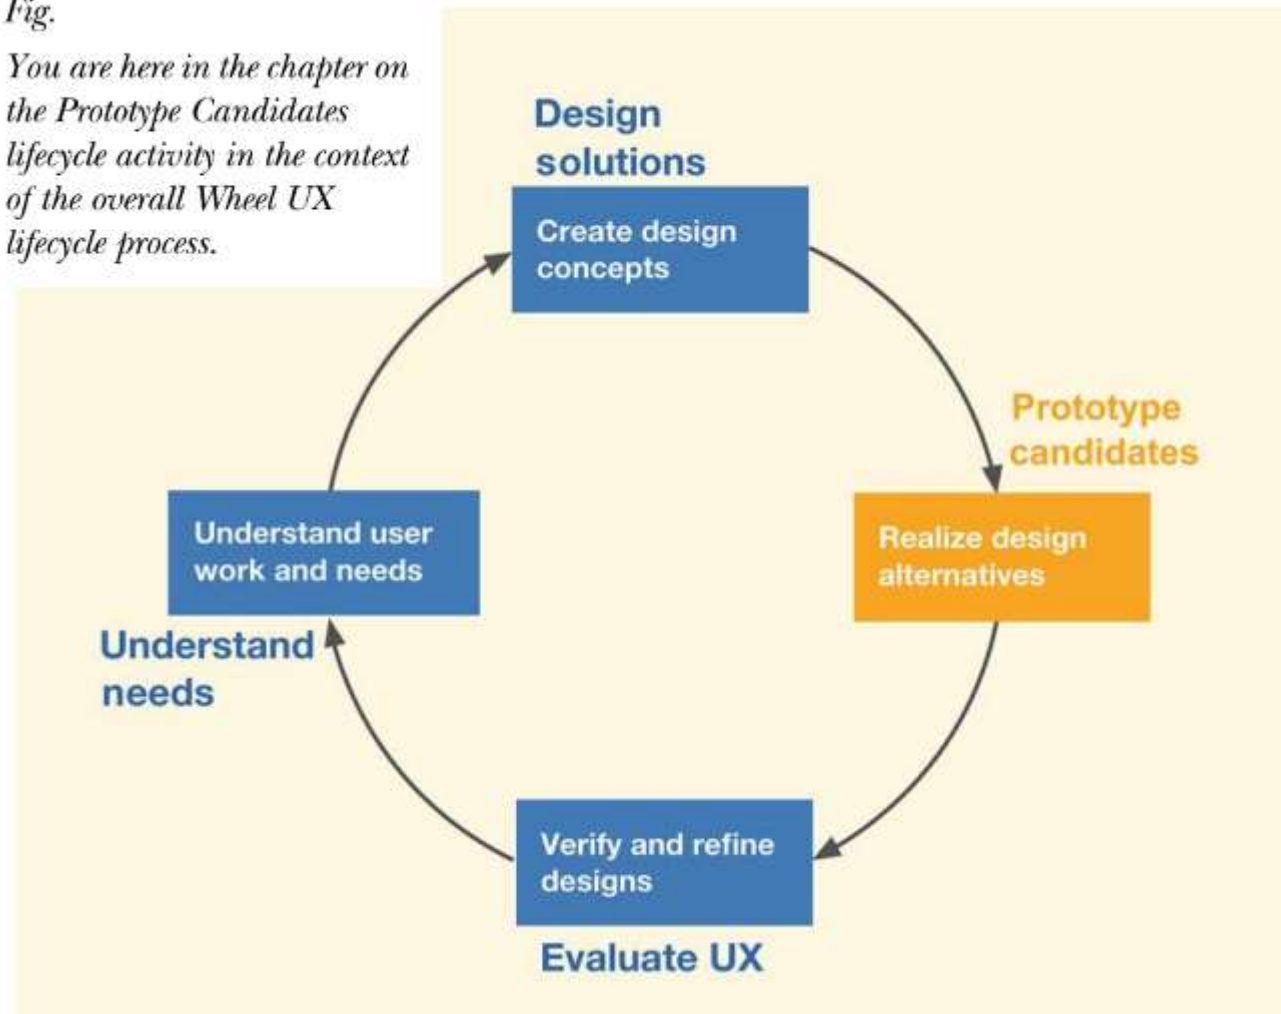 Fig.
You are here in the chapter on
the Prototype Candidates
lifecycle activity in the context
of the overall Wheel UX
lifecycle process.
Design
solutions
Create design
concepts
Prototype
candidates
Realize design
alternatives
Understand user
work and needs
Understand
needs
Verify and refine
designs
Evaluate UX